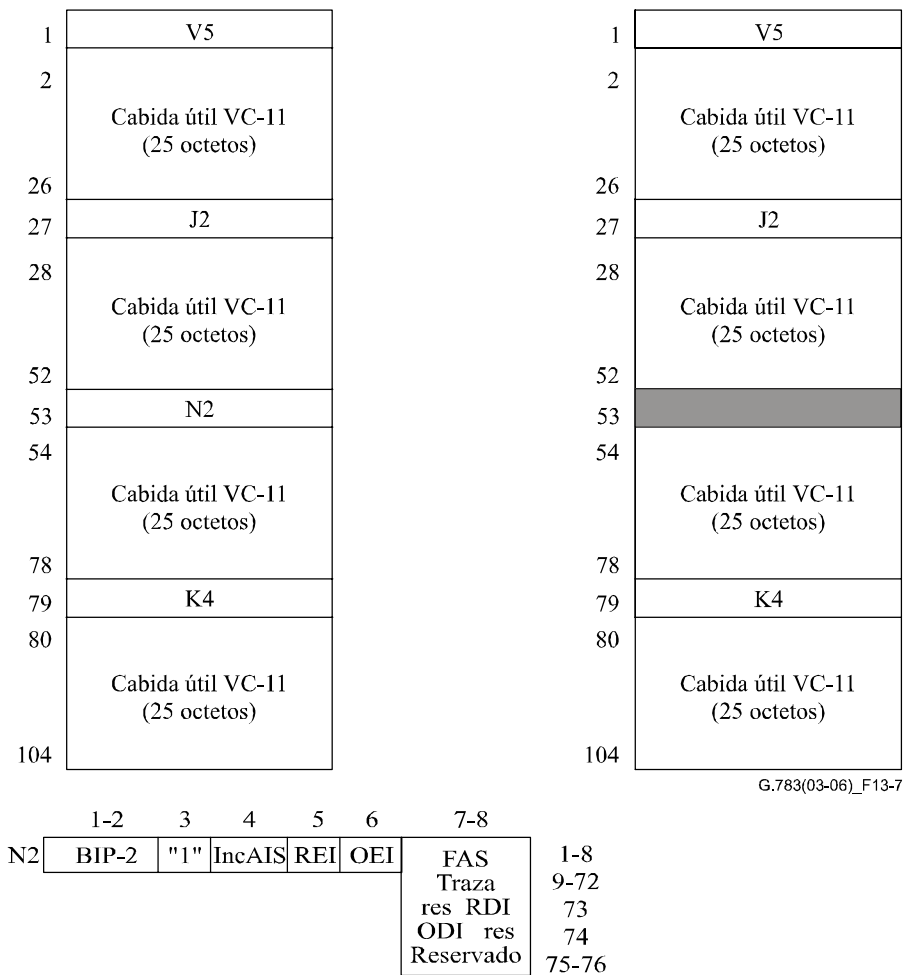 1 V5
2
Cabida útil VC-11
(25 octetos)
26
27 J2
28
Cabida útil VC-11
(25 octetos)
52
53 N2
54
Cabida útil VC-11
(25 octetos)
78
79 K4
80
Cabida útil VC-11
(25 octetos)
104
1 V5
2
Cabida útil VC-11
(25 octetos)
26
27 J2
28
Cabida útil VC-11
(25 octetos)
52
53
54
Cabida útil VC-11
(25 octetos)
78
79 K4
80
Cabida útil VC-11
(25 octetos)
104
G.783(03-06)_F13-7
1-2 3 4 5 6 7-8
N2 BIP-2 "1" IncAIS REI OEI FAS 1-8
Traza 9-72
res RDI 73
ODI res 74
Reservado 75-76